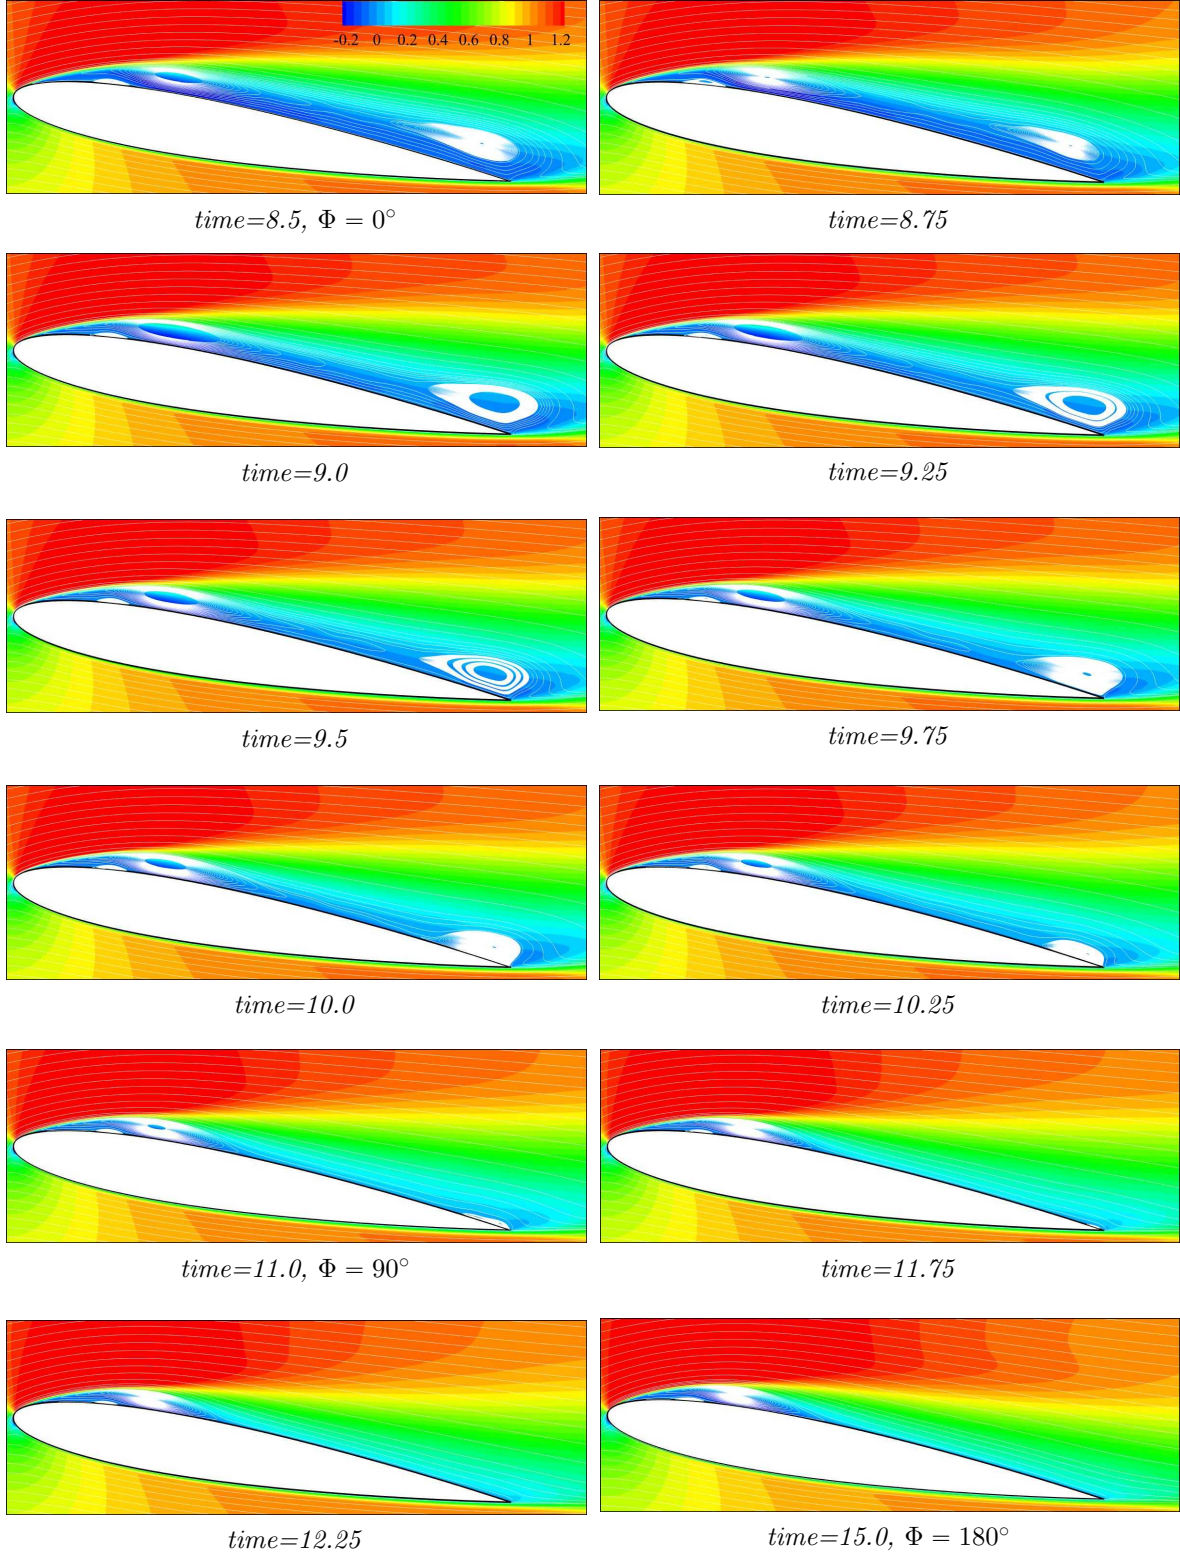 -0.2 0 0.2 0.4 0.6 0.8 1 1.2
time=8.5, Φ = 0°
time=8.75
time=9.0
time=9.25
time=9.5
time=9.75
time=10.0
time=10.25
time=11.0, Φ = 90°
time=11.75
time=12.25
time=15.0, Φ = 180°